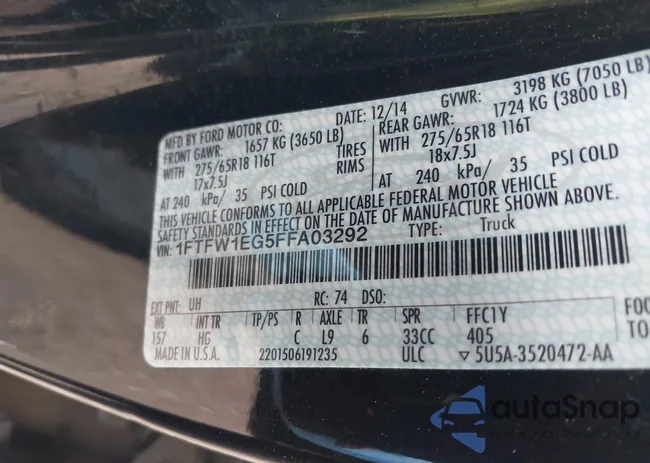 MFD BY FORD MOTOR CO: DATE: 12/14 GVWR: 3198 KG (7050 LB)
FRONT GAWR: 1657 KG (3650 LB) REAR GAWR: 1724 KG (3800 LB)
WITH 275/65R18 116T TIRES WITH 275/65R18 116T
17x7.5J RIMS 18x7.5J
AT 240 kPa/ 35 PSI COLD AT 240 kPa/ 35 PSI COLD
THIS VEHICLE CONFORMS TO ALL APPLICABLE FEDERAL MOTOR VEHICLE
SAFETY STANDARDS IN EFFECT ON THE DATE OF MANUFACTURE SHOWN ABOVE.
VIN: 1FTFW1EG5FFA03292 TYPE: Truck
EXT PNT: UH RC: 74 DSO:
WB INT TR TP/PS R AXLE TR SPR FFC1Y
157 HG C L9 6 33CC 405
MADE IN U.S.A. 2201506191235 ULC ▽5U5A-3520472-AA
autoSnap